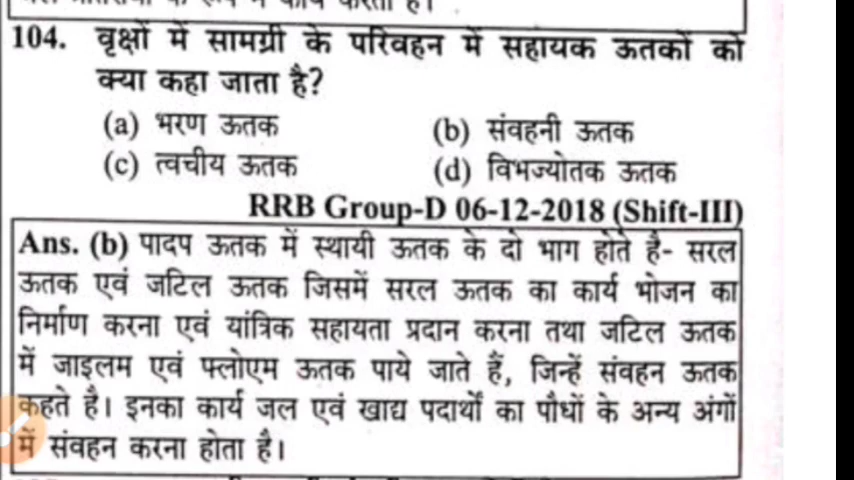 104. वृक्षों में सामग्री के परिवहन में सहायक ऊतकों को
क्या कहा जाता है?
(a) भरण ऊतक (b) संवहनी ऊतक
(c) त्वचीय ऊतक (d) विभज्योतक ऊतक
RRB Group-D 06-12-2018 (Shift-III)
Ans. (b) पादप ऊतक में स्थायी ऊतक के दो भाग होते है- सरल
ऊतक एवं जटिल ऊतक जिसमें सरल ऊतक का कार्य भोजन का
निर्माण करना एवं यांत्रिक सहायता प्रदान करना तथा जटिल ऊतक
में जाइलम एवं फ्लोएम ऊतक पाये जाते हैं, जिन्हें संवहन ऊतक
कहते है। इनका कार्य जल एवं खाद्य पदार्थों का पौधों के अन्य अंगों
में संवहन करना होता है।